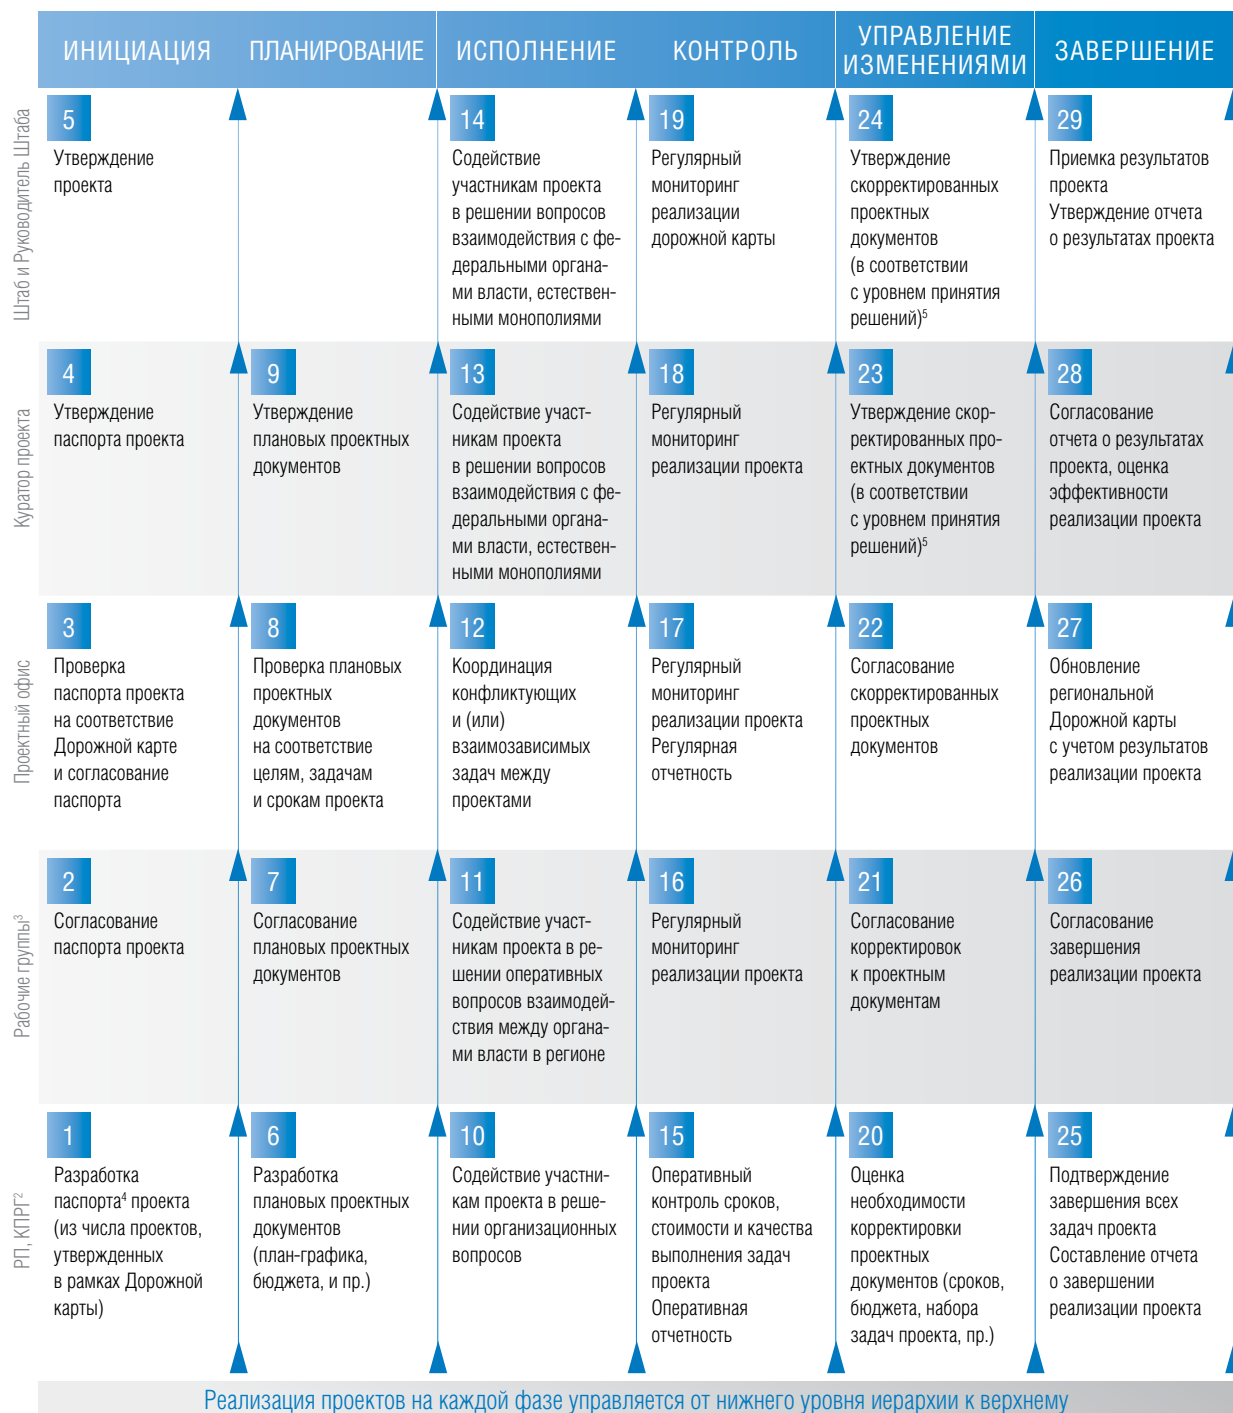 ИНИЦИАЦИЯ
ПЛАНИРОВАНИЕ
ИСПОЛНЕНИЕ
КОНТРОЛЬ
УПРАВЛЕНИЕ
ИЗМЕНЕНИЯМИ
ЗАВЕРШЕНИЕ
Штаб и Руководитель Штаба
5
Утверждение
проекта
14
Содействие
участникам проекта
в решении вопросов
взаимодействия с фе-
деральными органа-
ми власти, естествен-
ными монополиями
19
Регулярный
мониторинг
реализации
дорожной карты
24
Утверждение
скорректированных
проектных
документов
(в соответствии
с уровнем принятия
решений)⁵
29
Приемка результатов
проекта
Утверждение отчета
о результатах проекта
Куратор проекта
4
Утверждение
паспорта проекта
9
Утверждение
плановых проектных
документов
13
Содействие участ-
никам проекта
в решении вопросов
взаимодействия с фе-
деральными органа-
ми власти, естествен-
ными монополиями
18
Регулярный
мониторинг
реализации проекта
23
Утверждение скор-
ректированных про-
ектных документов
(в соответствии
с уровнем принятия
решений)⁵
28
Согласование
отчета о результатах
проекта, оценка
эффективности
реализации проекта
Проектный офис
3
Проверка
паспорта проекта
на соответствие
Дорожной карте
и согласование
паспорта
8
Проверка плановых
проектных
документов
на соответствие
целям, задачам
и срокам проекта
12
Координация
конфликтующих
и (или)
взаимозависимых
задач между
проектами
17
Регулярный
мониторинг
реализации проекта
Регулярная
отчетность
22
Согласование
скорректированных
проектных
документов
27
Обновление
региональной
Дорожной карты
с учетом результатов
реализации проекта
Рабочие группы³
2
Согласование
паспорта проекта
7
Согласование
плановых проектных
документов
11
Содействие участ-
никам проекта в ре-
шении оперативных
вопросов взаимодей-
ствия между органа-
ми власти в регионе
16
Регулярный
мониторинг
реализации проекта
21
Согласование
корректировок
к проектным
документам
26
Согласование
завершения
реализации проекта
РП, КПРГ²
1
Разработка
паспорта⁴ проекта
(из числа проектов,
утвержденных
в рамках Дорожной
карты)
6
Разработка
плановых проектных
документов
(план-графика,
бюджета, и пр.)
10
Содействие участни-
кам проекта в реше-
нии организационных
вопросов
15
Оперативный
контроль сроков,
стоимости и качества
выполнения задач
проекта
Оперативная
отчетность
20
Оценка
необходимости
корректировки
проектных
документов (сроков,
бюджета, набора
задач проекта, пр.)
25
Подтверждение
завершения всех
задач проекта
Составление отчета
о завершении
реализации проекта
Реализация проектов на каждой фазе управляется от нижнего уровня иерархии к верхнему